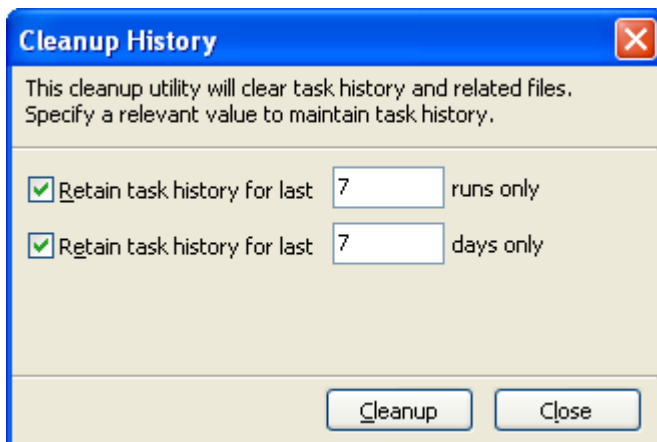 Cleanup History
This cleanup utility will clear task history and related files.
Specify a relevant value to maintain task history.
Retain task history for last 7 runs only
Retain task history for last 7 days only
Cleanup Close